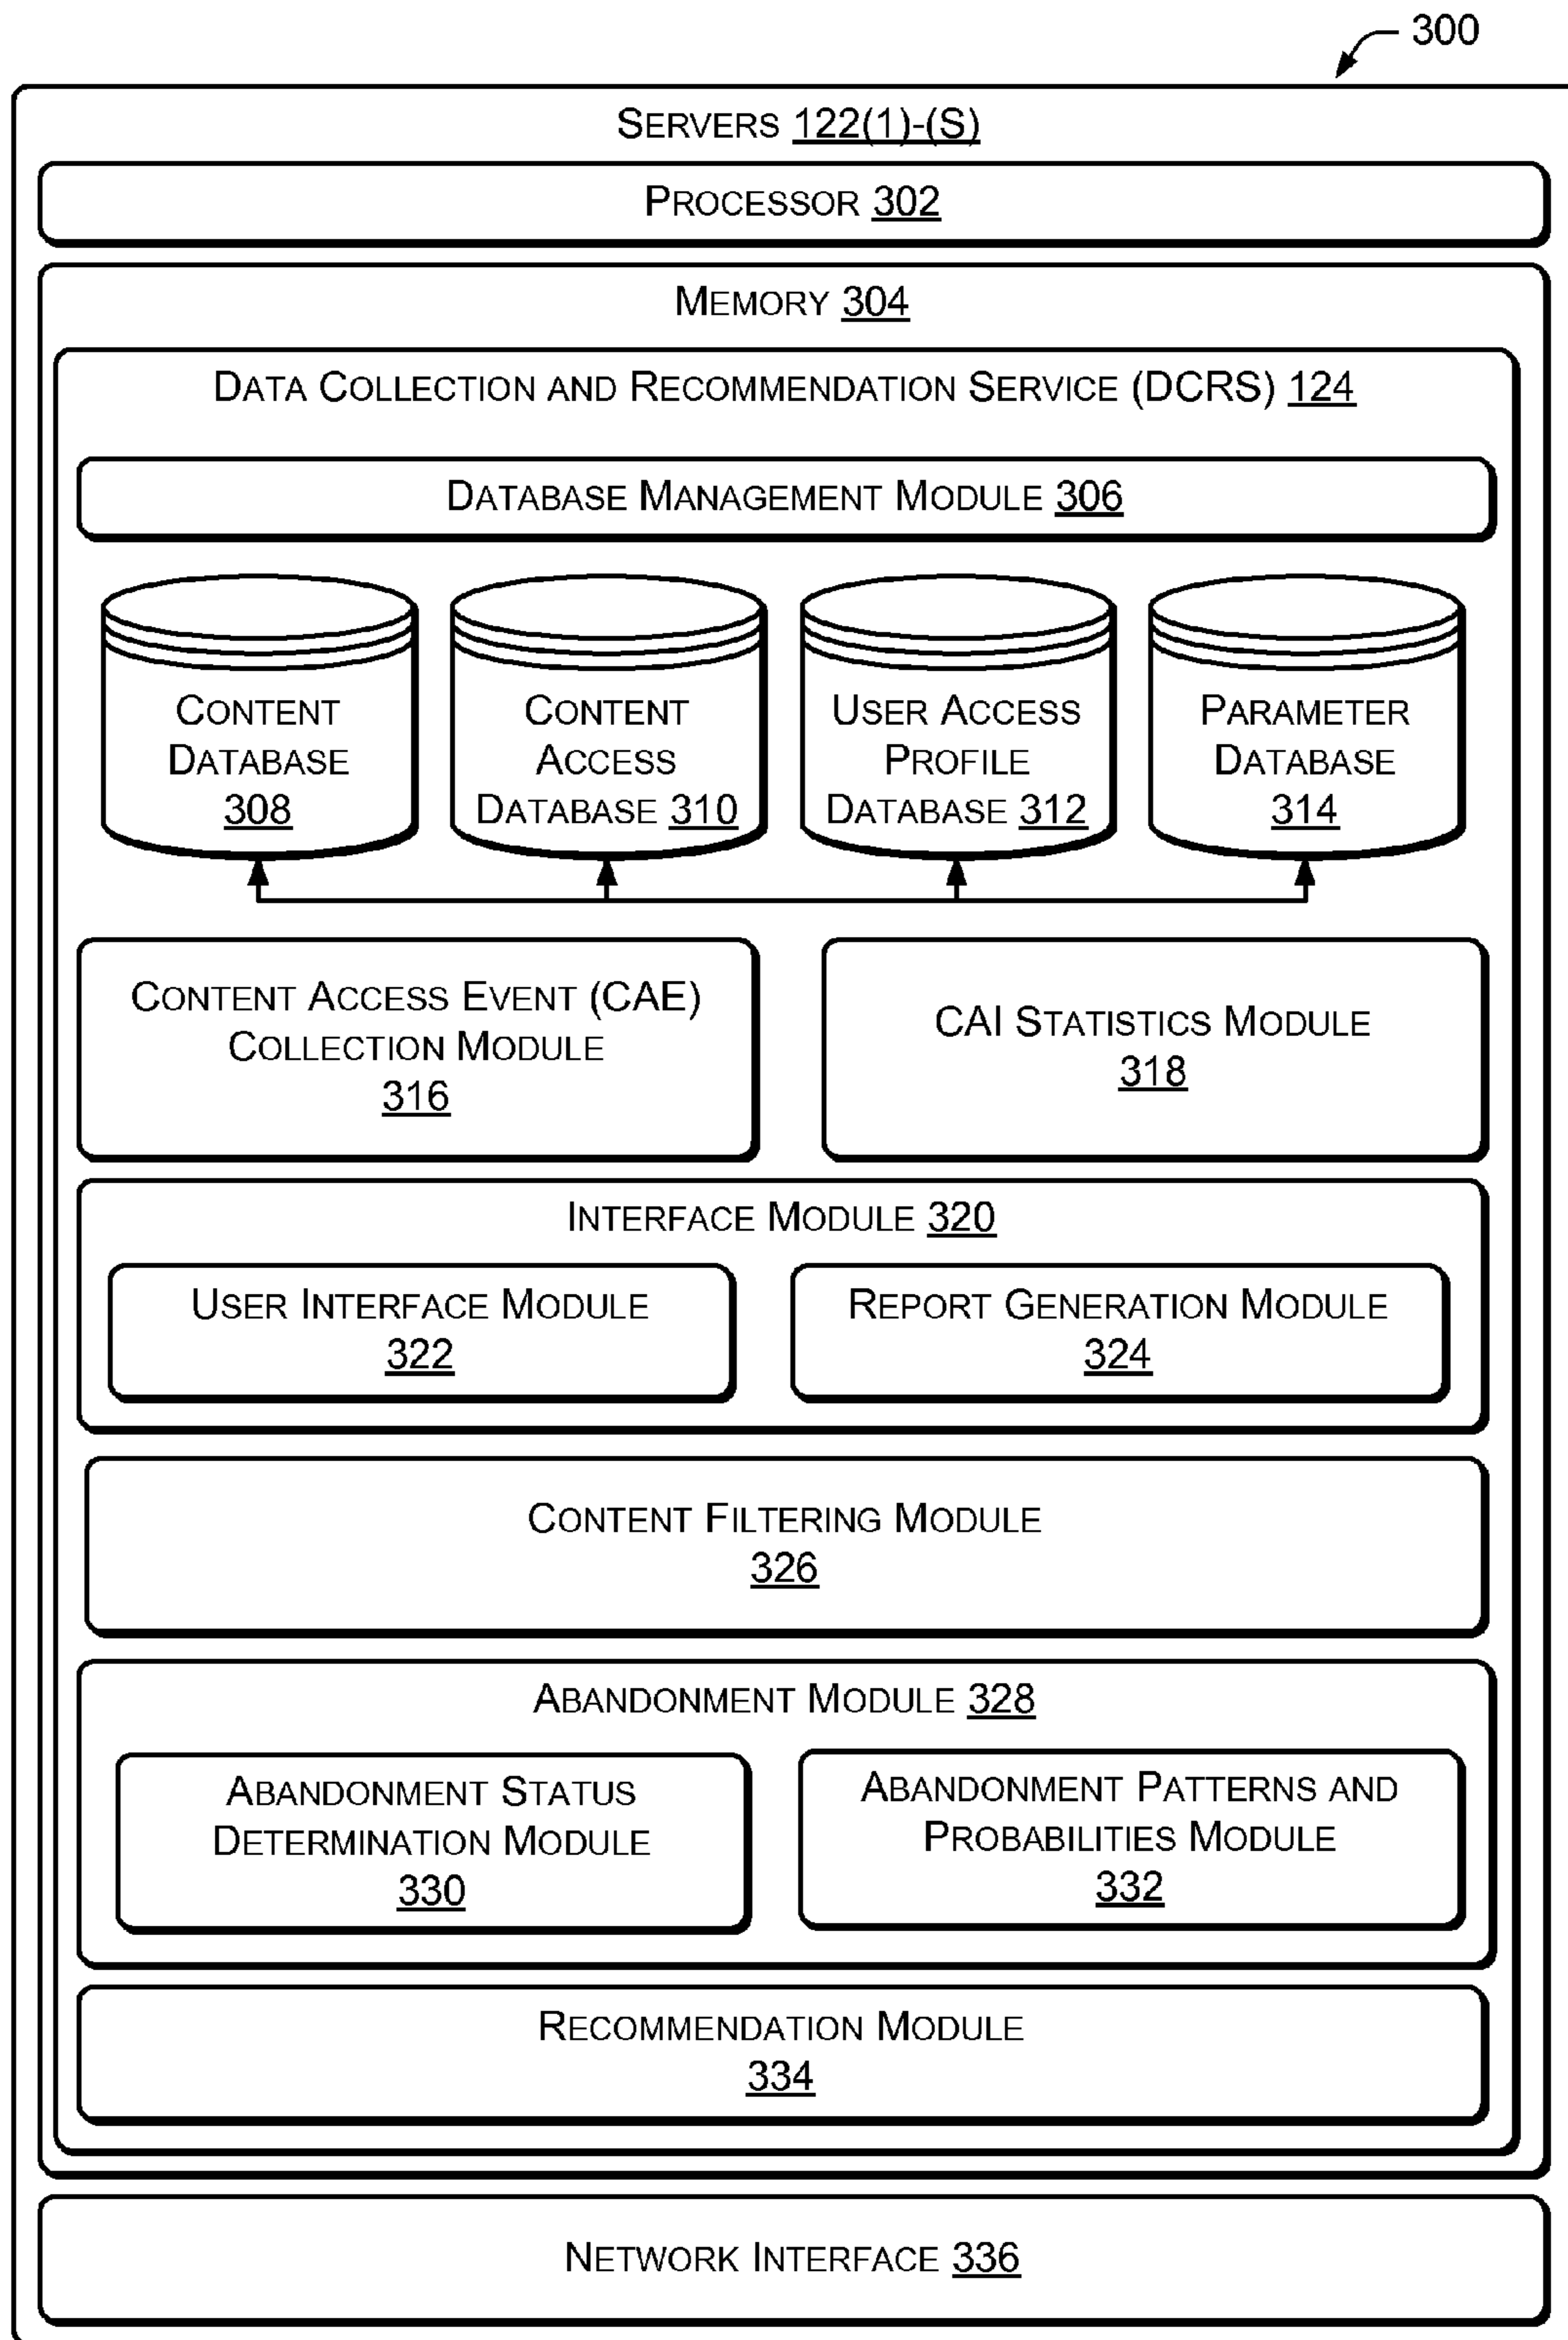 300
SERVERS 122(1)-(S)
PROCESSOR 302
MEMORY 304
DATA COLLECTION AND RECOMMENDATION SERVICE (DCRS) 124
DATABASE MANAGEMENT MODULE 306
CONTENT
DATABASE
308
CONTENT
ACCESS
DATABASE 310
USER ACCESS
PROFILE
DATABASE 312
PARAMETER
DATABASE
314
CONTENT ACCESS EVENT (CAE)
COLLECTION MODULE
316
CAI STATISTICS MODULE
318
INTERFACE MODULE 320
USER INTERFACE MODULE
322
REPORT GENERATION MODULE
324
CONTENT FILTERING MODULE
326
ABANDONMENT MODULE 328
ABANDONMENT STATUS
DETERMINATION MODULE
330
ABANDONMENT PATTERNS AND
PROBABILITIES MODULE
332
RECOMMENDATION MODULE
334
NETWORK INTERFACE 336